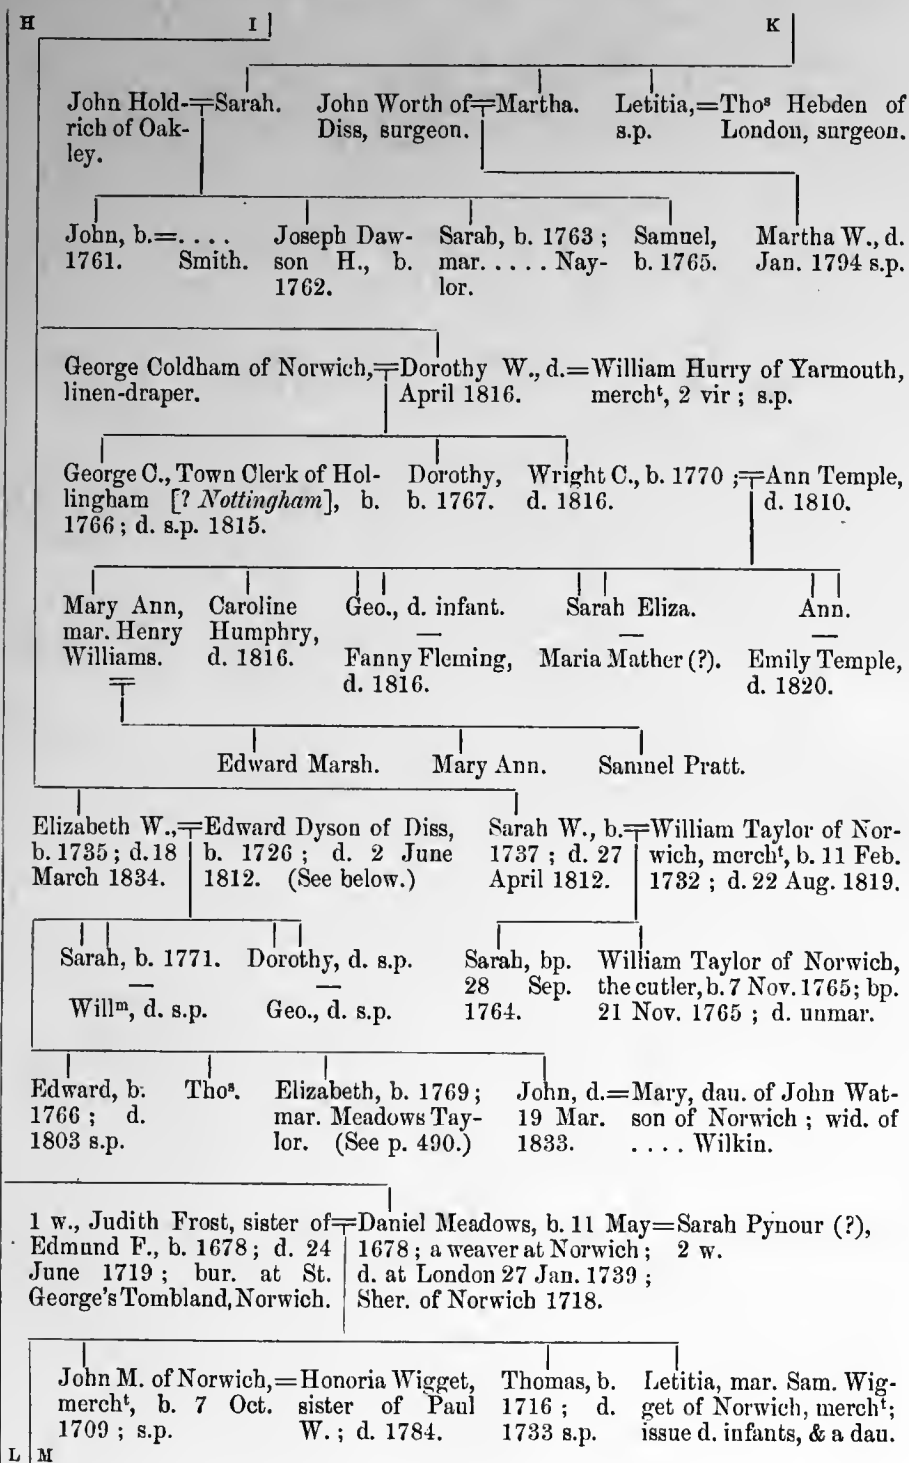 H I K
John Hold-=Sarah. John Worth of=Martha. Letitia,=Thoˢ Hebden of
rich of Oak- Diss, surgeon. s.p. London, surgeon.
ley.
John, b.=.... Joseph Daw- Sarah, b. 1763 ; Samuel, Martha W., d.
1761. Smith. son H., b. mar. .... Nay- b. 1765. Jan. 1794 s.p.
1762. lor.
George Coldham of Norwich,=Dorothy W., d.=William Hurry of Yarmouth,
linen-draper. April 1816. merchᵗ, 2 vir ; s.p.
George C., Town Clerk of Hol- Dorothy, Wright C., b. 1770 ;=Ann Temple,
lingham [? Nottingham], b. b. 1767. d. 1816. d. 1810.
1766 ; d. s.p. 1815.
Mary Ann, Caroline Geo., d. infant. Sarah Eliza. Ann.
mar. Henry Humphry, — — —
Williams. d. 1816. Fanny Fleming, Maria Mather (?). Emily Temple,
d. 1816. d. 1820.
Edward Marsh. Mary Ann. Samuel Pratt.
Elizabeth W.,=Edward Dyson of Diss, Sarah W., b.=William Taylor of Nor-
b. 1735 ; d. 18 b. 1726 ; d. 2 June 1737 ; d. 27 wich, merchᵗ, b. 11 Feb.
March 1834. 1812. (See below.) April 1812. 1732 ; d. 22 Aug. 1819.
Sarah, b. 1771. Dorothy, d. s.p. Sarah, bp. William Taylor of Norwich,
— — 28 Sep. the cutler, b. 7 Nov. 1765; bp.
Willᵐ, d. s.p. Geo., d. s.p. 1764. 21 Nov. 1765 ; d. unmar.
Edward, b. Thoˢ. Elizabeth, b. 1769 ; John, d.=Mary, dau. of John Wat-
1766 ; d. mar. Meadows Tay- 19 Mar. son of Norwich ; wid. of
1803 s.p. lor. (See p. 490.) 1833. .... Wilkin.
1 w., Judith Frost, sister of=Daniel Meadows, b. 11 May=Sarah Pynour (?),
Edmund F., b. 1678 ; d. 24 1678 ; a weaver at Norwich ; 2 w.
June 1719 ; bur. at St. d. at London 27 Jan. 1739 ;
George's Tombland, Norwich. Sher. of Norwich 1718.
John M. of Norwich,=Honoria Wigget, Thomas, b. Letitia, mar. Sam. Wig-
merchᵗ, b. 7 Oct. sister of Paul 1716 ; d. get of Norwich, merchᵗ;
1709 ; s.p. W. ; d. 1784. 1733 s.p. issue d. infants, & a dau.
L M